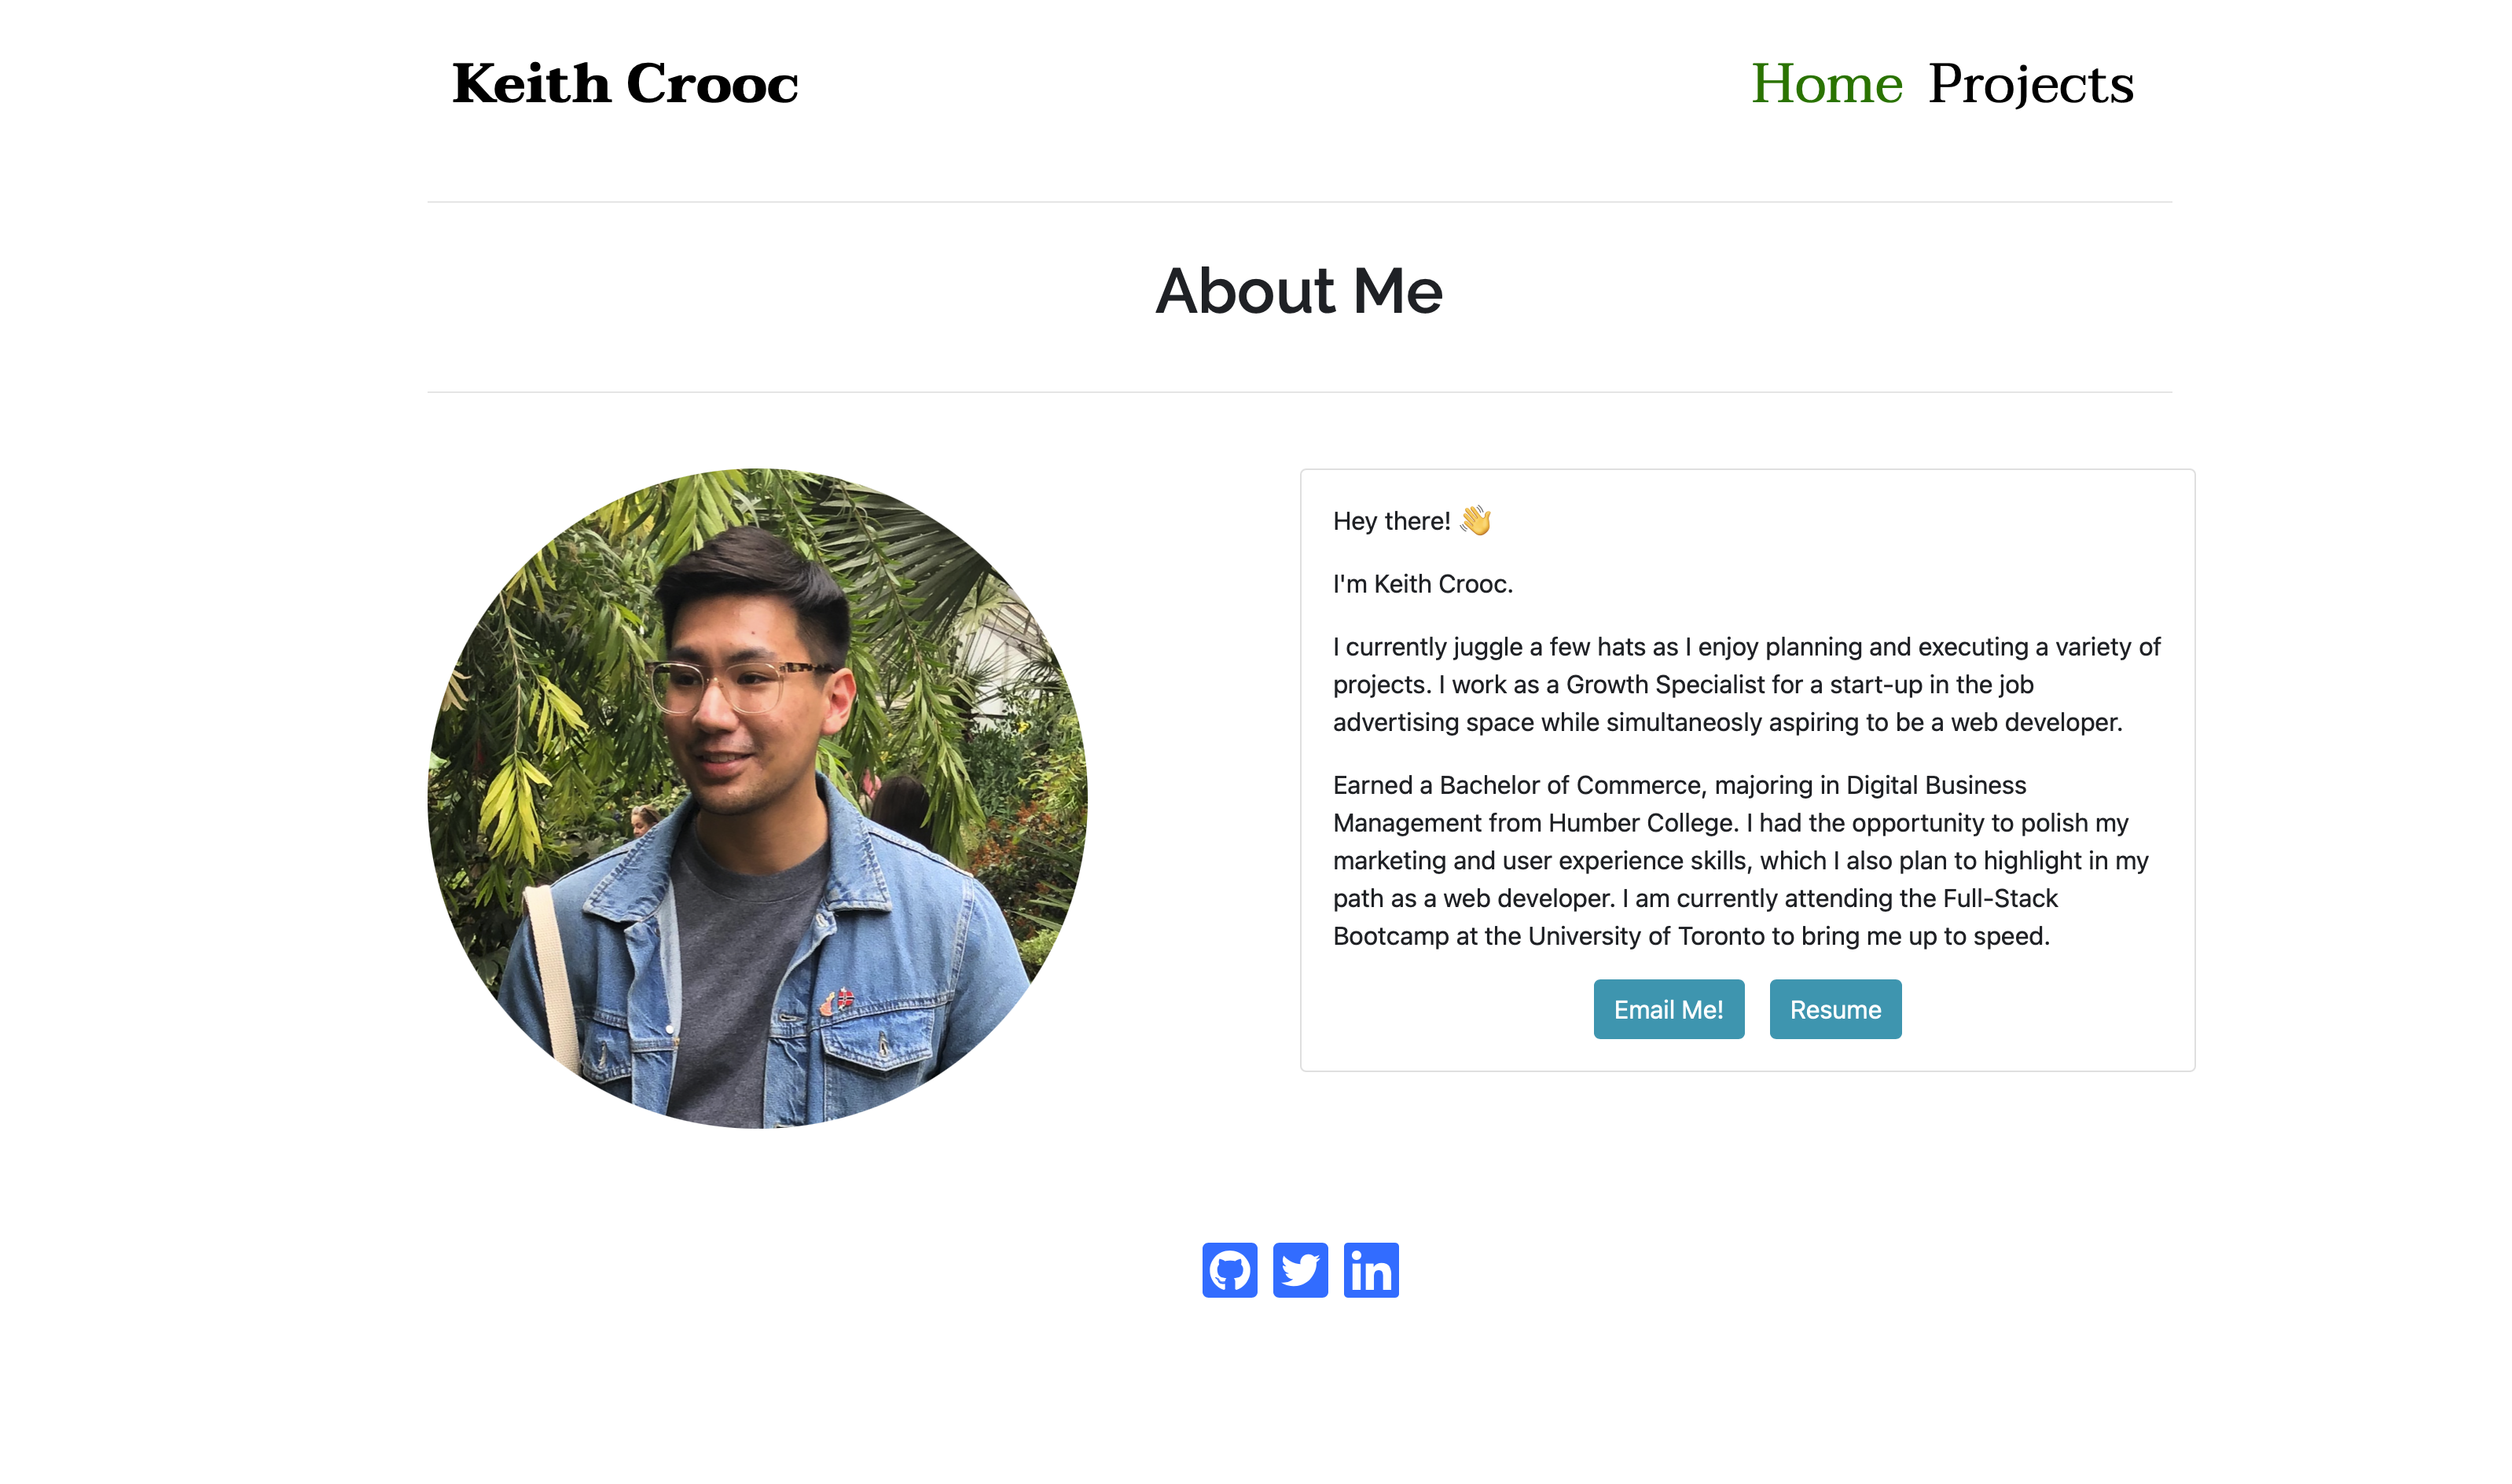 Keith Crooc
Home Projects
About Me
Hey there! 👋
I'm Keith Crooc.
I currently juggle a few hats as I enjoy planning and executing a variety of
projects. I work as a Growth Specialist for a start-up in the job
advertising space while simultaneosly aspiring to be a web developer.
Earned a Bachelor of Commerce, majoring in Digital Business
Management from Humber College. I had the opportunity to polish my
marketing and user experience skills, which I also plan to highlight in my
path as a web developer. I am currently attending the Full-Stack
Bootcamp at the University of Toronto to bring me up to speed.
Email Me! Resume
in